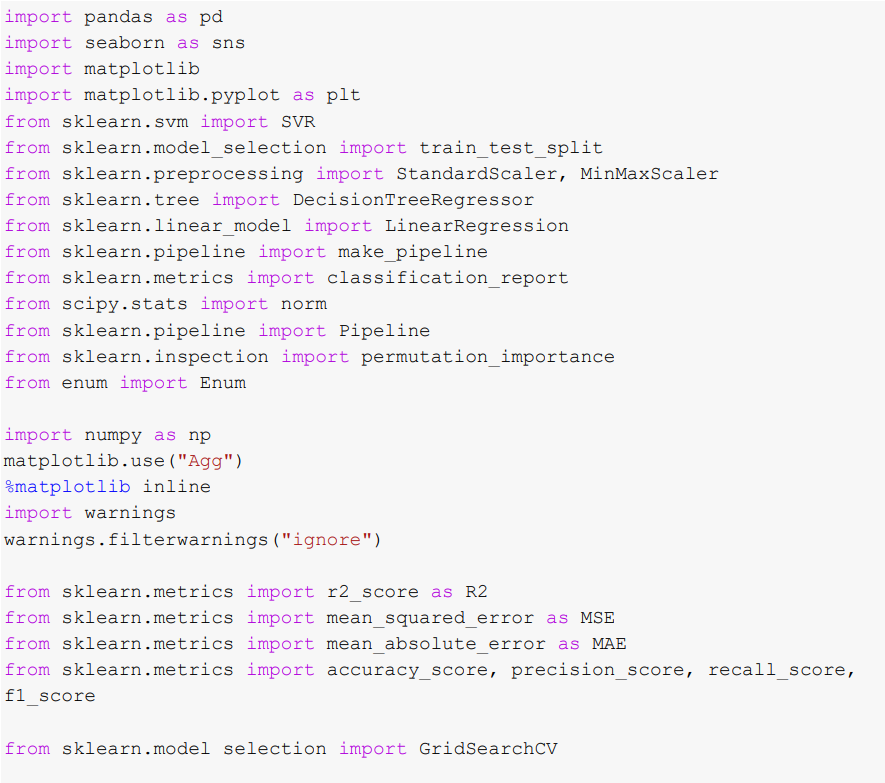 import pandas as pd
import seaborn as sns
import matplotlib
import matplotlib.pyplot as plt
from sklearn.svm import SVR
from sklearn.model_selection import train_test_split
from sklearn.preprocessing import StandardScaler, MinMaxScaler
from sklearn.tree import DecisionTreeRegressor
from sklearn.linear_model import LinearRegression
from sklearn.pipeline import make_pipeline
from sklearn.metrics import classification_report
from scipy.stats import norm
from sklearn.pipeline import Pipeline
from sklearn.inspection import permutation_importance
from enum import Enum

import numpy as np
matplotlib.use("Agg")
%matplotlib inline
import warnings
warnings.filterwarnings("ignore")

from sklearn.metrics import r2_score as R2
from sklearn.metrics import mean_squared_error as MSE
from sklearn.metrics import mean_absolute_error as MAE
from sklearn.metrics import accuracy_score, precision_score, recall_score,
f1_score

from sklearn.model selection import GridSearchCV